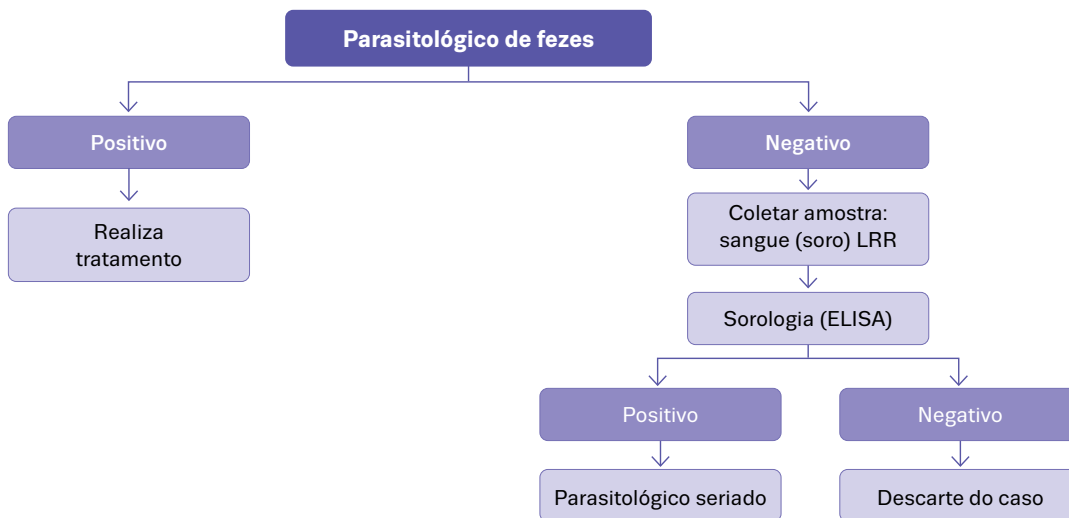 Parasitológico de fezes
Positivo
Negativo
Realiza
tratamento
Coletar amostra:
sangue (soro) LRR
Sorologia (ELISA)
Positivo
Negativo
Parasitológico seriado
Descarte do caso